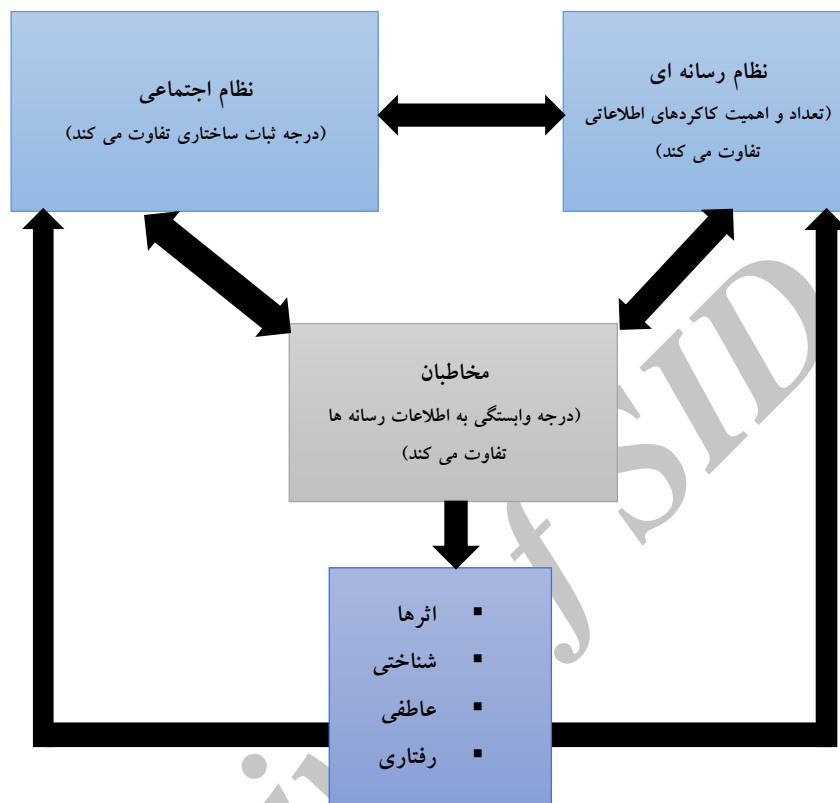 نظام رسانه ای
(تعداد و اهمیت کاکردهای اطلاعاتی
تفاوت می کند)
نظام اجتماعی
(درجه ثبات ساختاری تفاوت می کند)
مخاطبان
(درجه وابستگی به اطلاعات رسانه ها
تفاوت می کند)
▪ اثرها
▪ شناختی
▪ عاطفی
▪ رفتاری
f SID